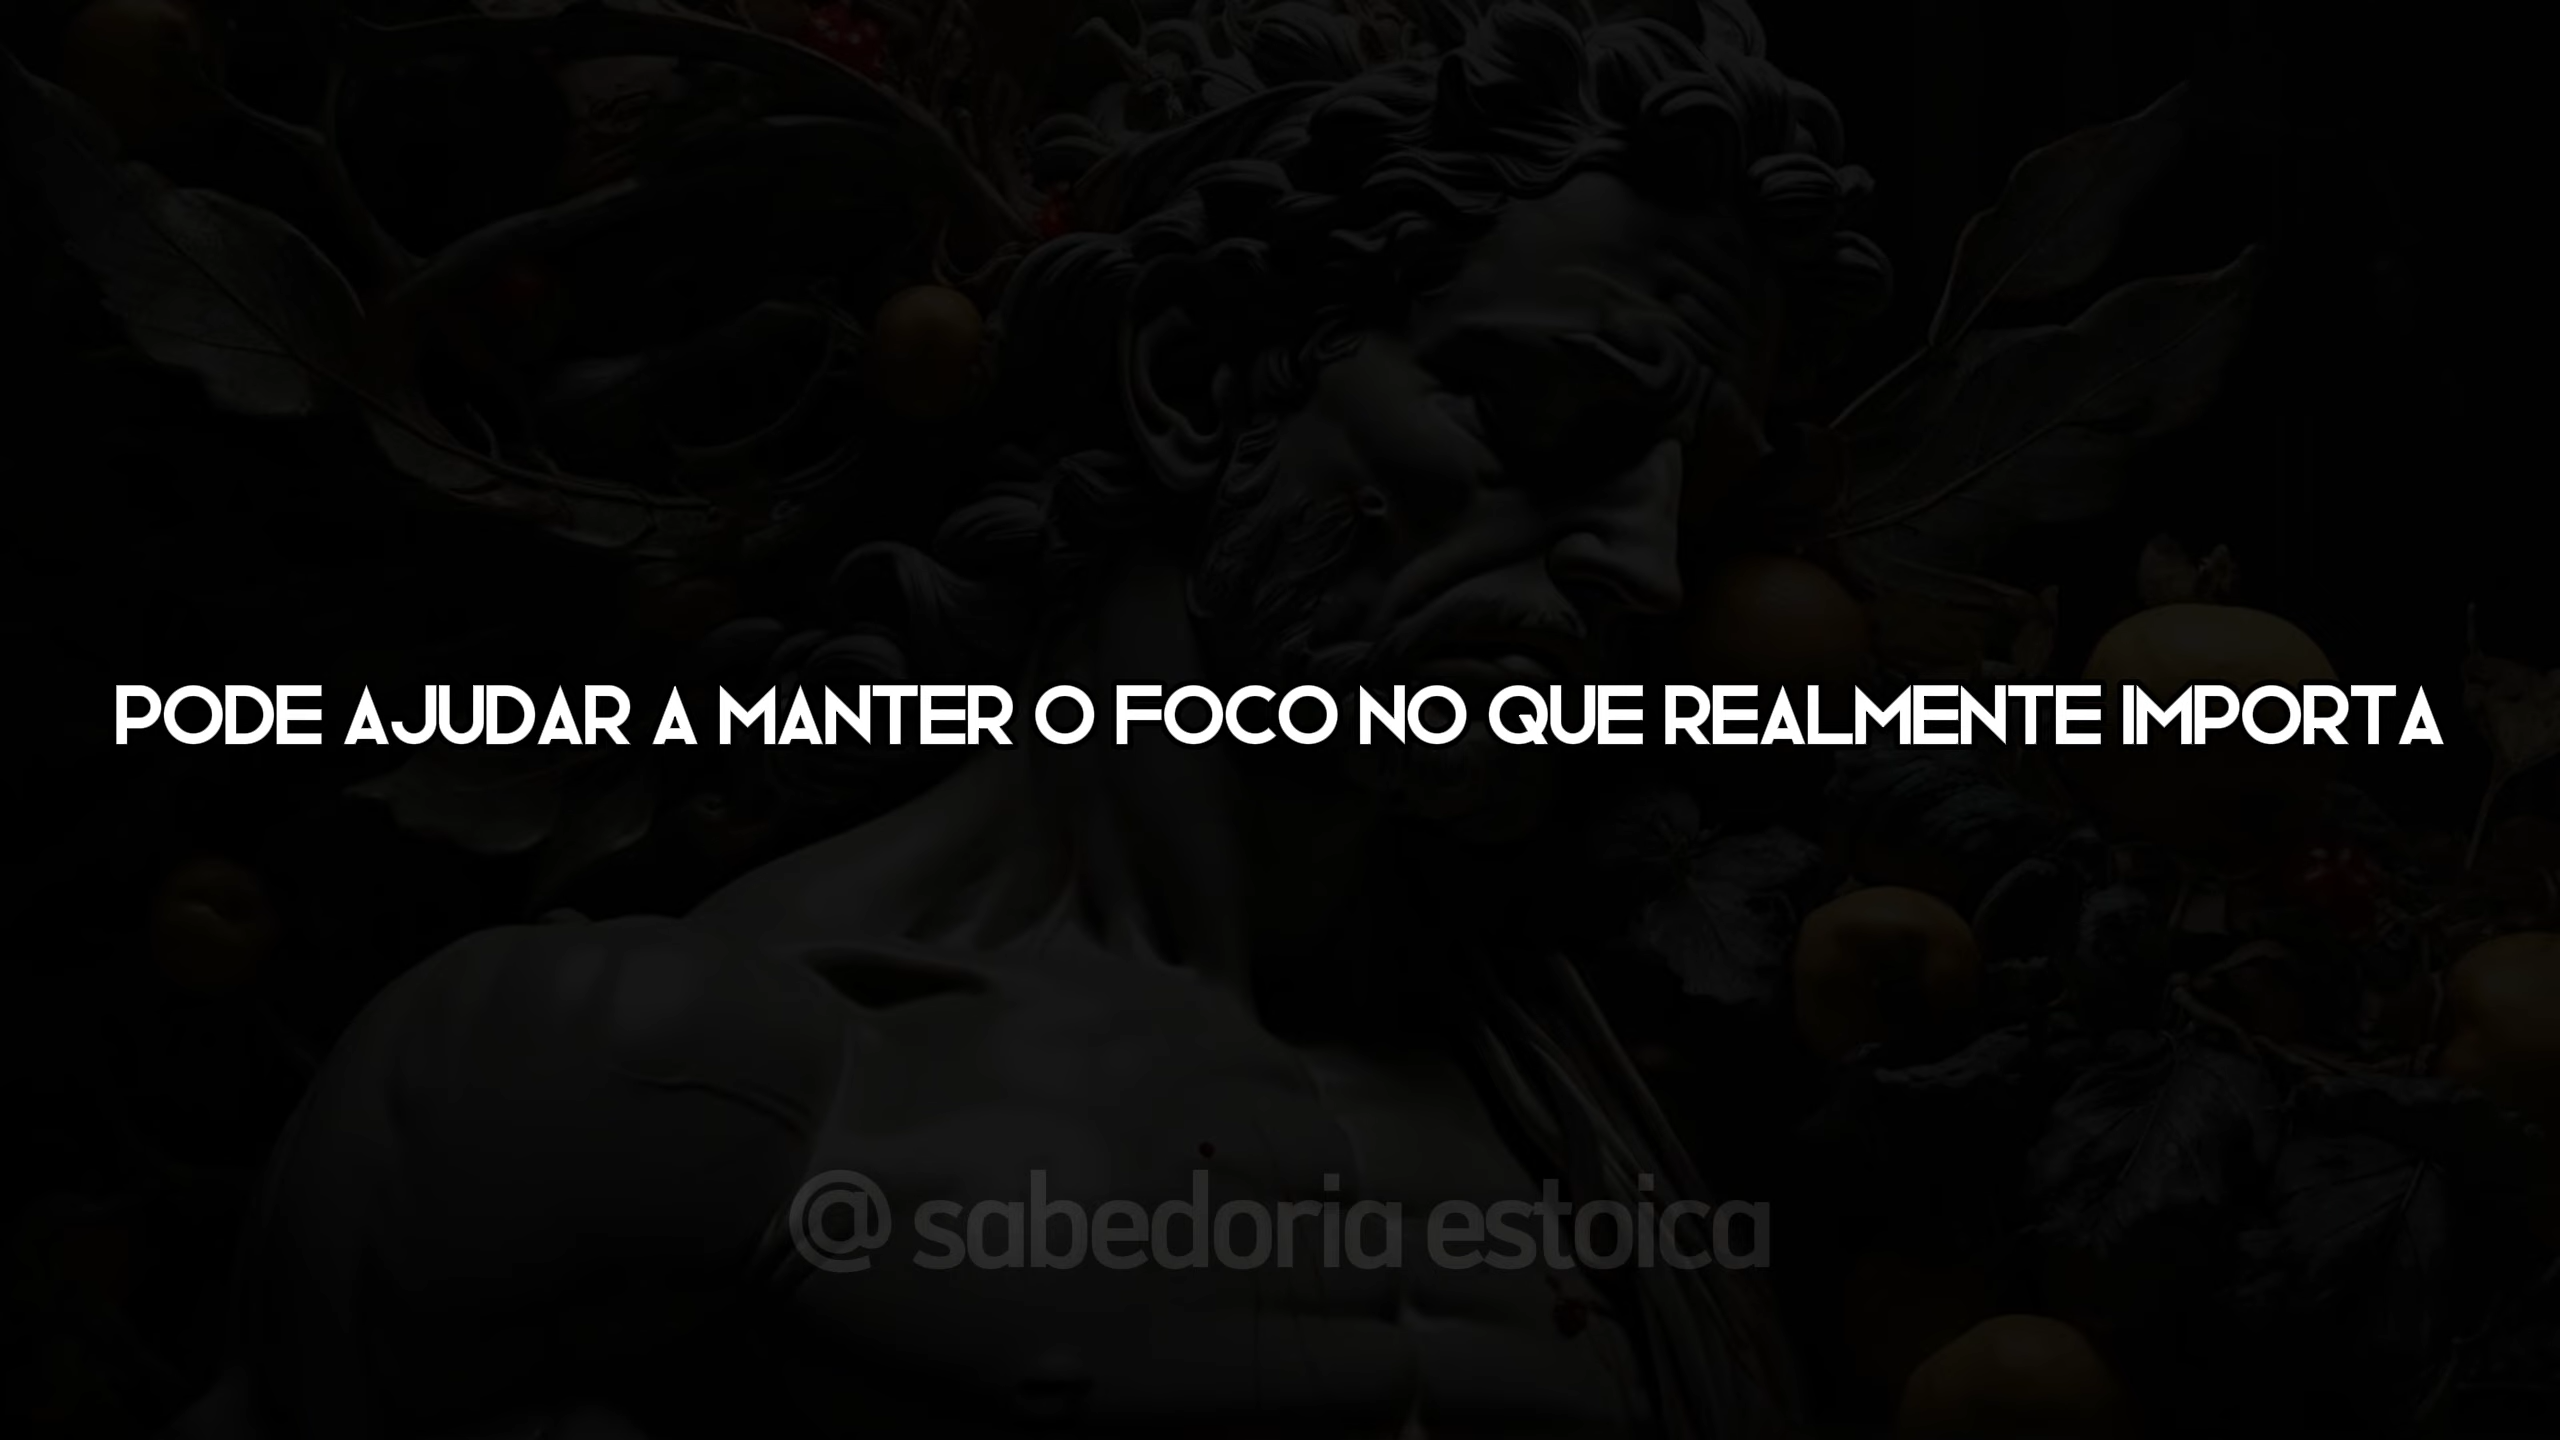 PODE AJUDAR A MANTER O FOCO NO QUE REALMENTE IMPORTA
@ sabedoria estoica